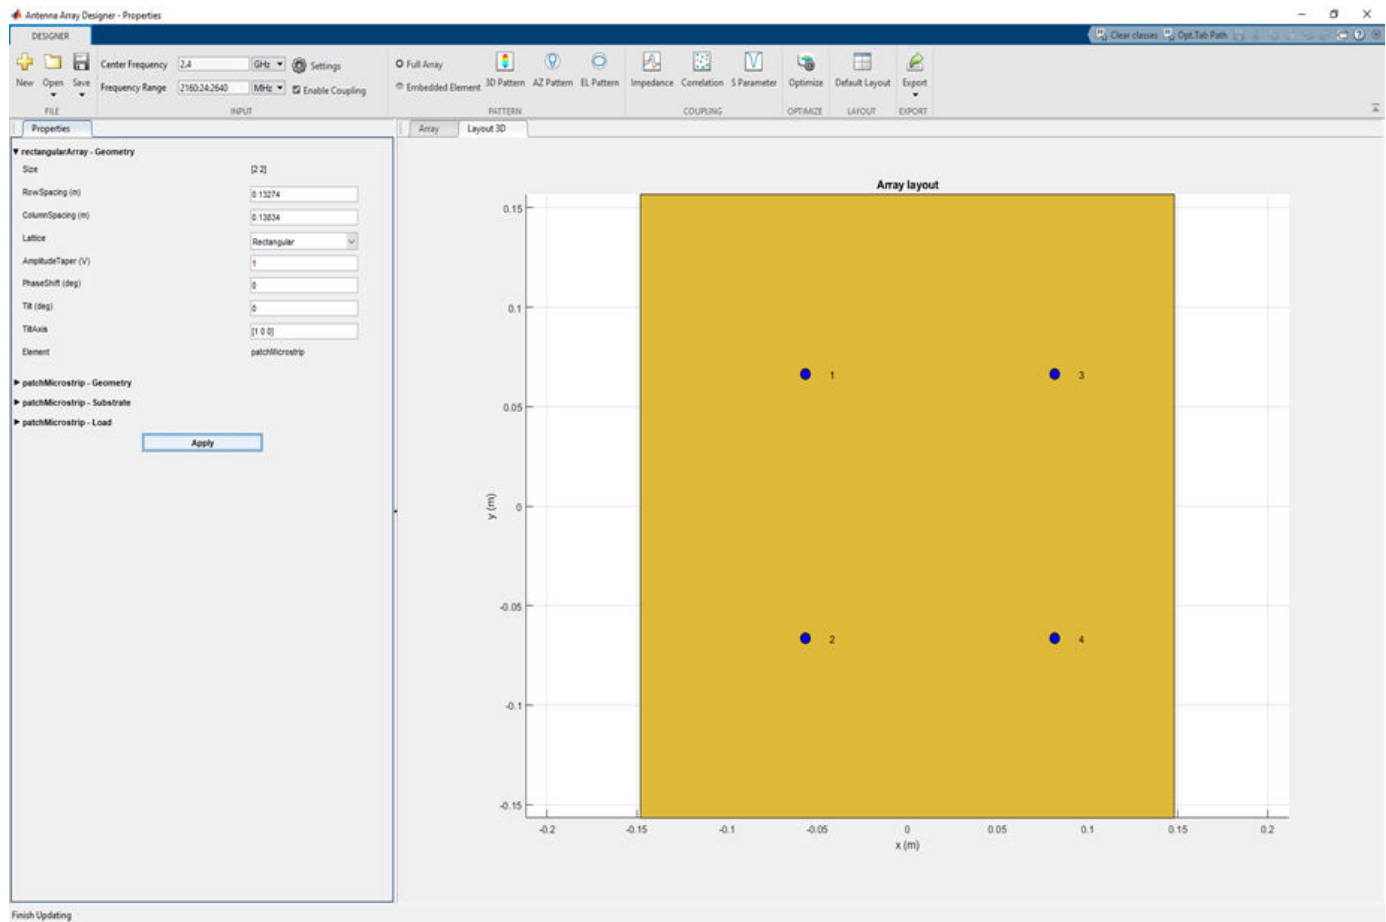 Antenna Array Designer - Properties
DESIGNER
Clear classes Opt.Tab Path
New Open Save
Center Frequency 2.4 GHz Settings
Frequency Range 2160:24:2640 MHz Enable Coupling
Full Array
Embedded Element
3D Pattern AZ Pattern EL Pattern
Impedance Correlation S Parameter
Optimize
Default Layout
Export
FILE INPUT PATTERN COUPLING OPTIMIZE LAYOUT EXPORT
Properties
Array Layout 3D
rectangularArray - Geometry
Size [2 2]
RowSpacing (m) 0.13274
ColumnSpacing (m) 0.13834
Lattice Rectangular
AmplitudeTaper (V) 1
PhaseShift (deg) 0
Tilt (deg) 0
TiltAxis [1 0 0]
Element patchMicrostrip
patchMicrostrip - Geometry
patchMicrostrip - Substrate
patchMicrostrip - Load
Apply
Array layout
0.15
0.1
0.05
0
-0.05
-0.1
-0.15
y (m)
1 3
2 4
-0.2 -0.15 -0.1 -0.05 0 0.05 0.1 0.15 0.2
x (m)
Finish Updating